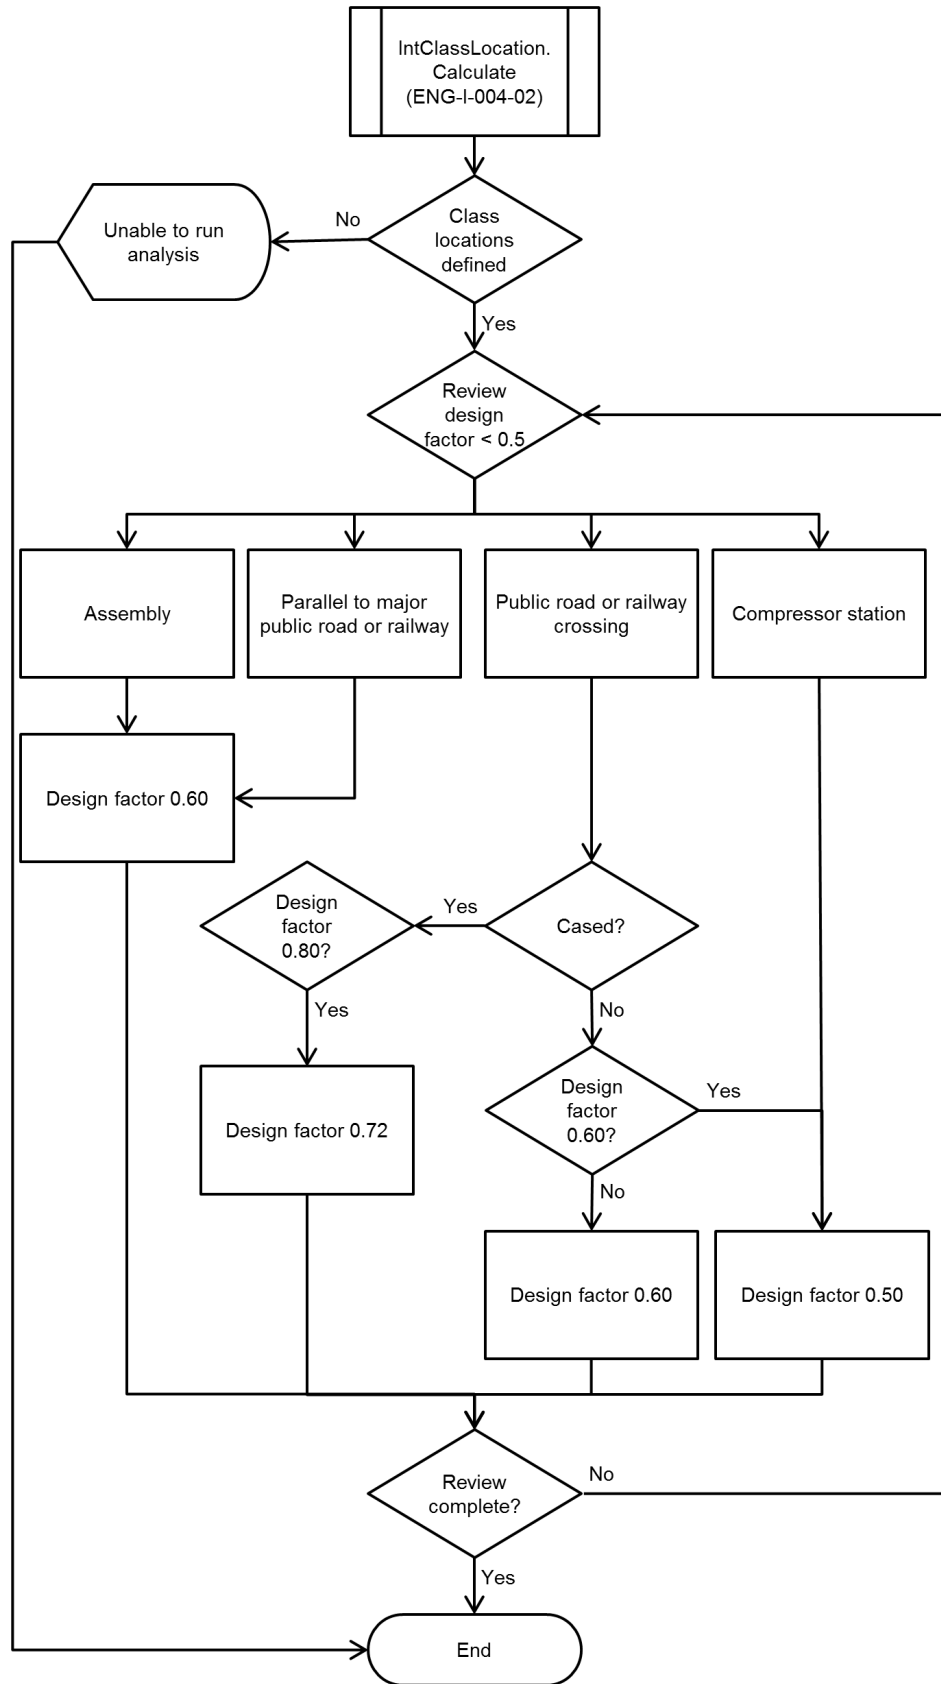 IntClassLocation.
Calculate
(ENG-I-004-02)
Class
locations
defined
No
Unable to run
analysis
Yes
Review
design
factor < 0.5
Assembly
Parallel to major
public road or railway
Public road or railway
crossing
Compressor station
Design factor 0.60
Cased?
Yes
Design
factor
0.80?
Yes
No
Design
factor
0.60?
Yes
Design factor 0.72
No
Design factor 0.60
Design factor 0.50
Review
complete?
No
Yes
End